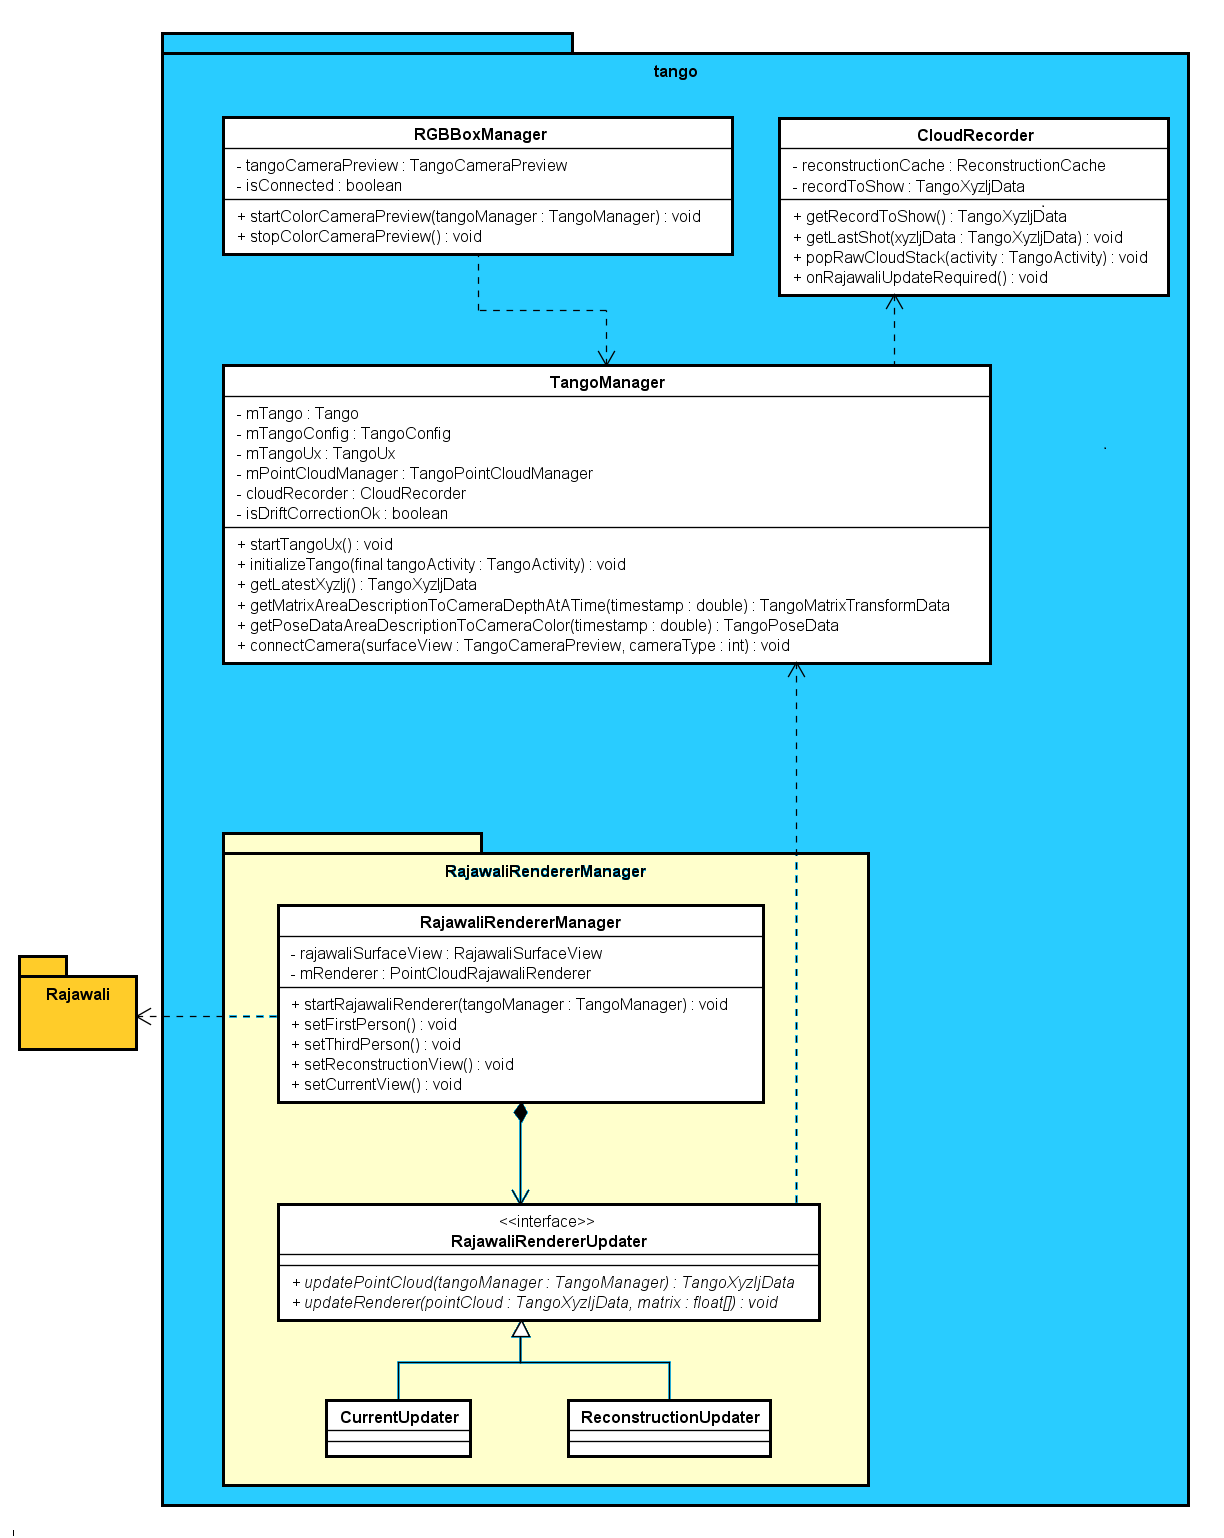 tango
RGBBoxManager
- tangoCameraPreview : TangoCameraPreview
- isConnected : boolean
+ startColorCameraPreview(tangoManager : TangoManager) : void
+ stopColorCameraPreview() : void
CloudRecorder
- reconstructionCache : ReconstructionCache
- recordToShow : TangoXyzIjData
+ getRecordToShow() : TangoXyzIjData
+ getLastShot(xyzIjData : TangoXyzIjData) : void
+ popRawCloudStack(activity : TangoActivity) : void
+ onRajawaliUpdateRequired() : void
TangoManager
- mTango : Tango
- mTangoConfig : TangoConfig
- mTangoUx : TangoUx
- mPointCloudManager : TangoPointCloudManager
- cloudRecorder : CloudRecorder
- isDriftCorrectionOk : boolean
+ startTangoUx() : void
+ initializeTango(final tangoActivity : TangoActivity) : void
+ getLatestXyzIj() : TangoXyzIjData
+ getMatrixAreaDescriptionToCameraDepthAtATime(timestamp : double) : TangoMatrixTransformData
+ getPoseDataAreaDescriptionToCameraColor(timestamp : double) : TangoPoseData
+ connectCamera(surfaceView : TangoCameraPreview, cameraType : int) : void
RajawaliRendererManager
RajawaliRendererManager
- rajawaliSurfaceView : RajawaliSurfaceView
- mRenderer : PointCloudRajawaliRenderer
+ startRajawaliRenderer(tangoManager : TangoManager) : void
+ setFirstPerson() : void
+ setThirdPerson() : void
+ setReconstructionView() : void
+ setCurrentView() : void
Rajawali
<<interface>>
RajawaliRendererUpdater
+ updatePointCloud(tangoManager : TangoManager) : TangoXyzIjData
+ updateRenderer(pointCloud : TangoXyzIjData, matrix : float[]) : void
CurrentUpdater
ReconstructionUpdater